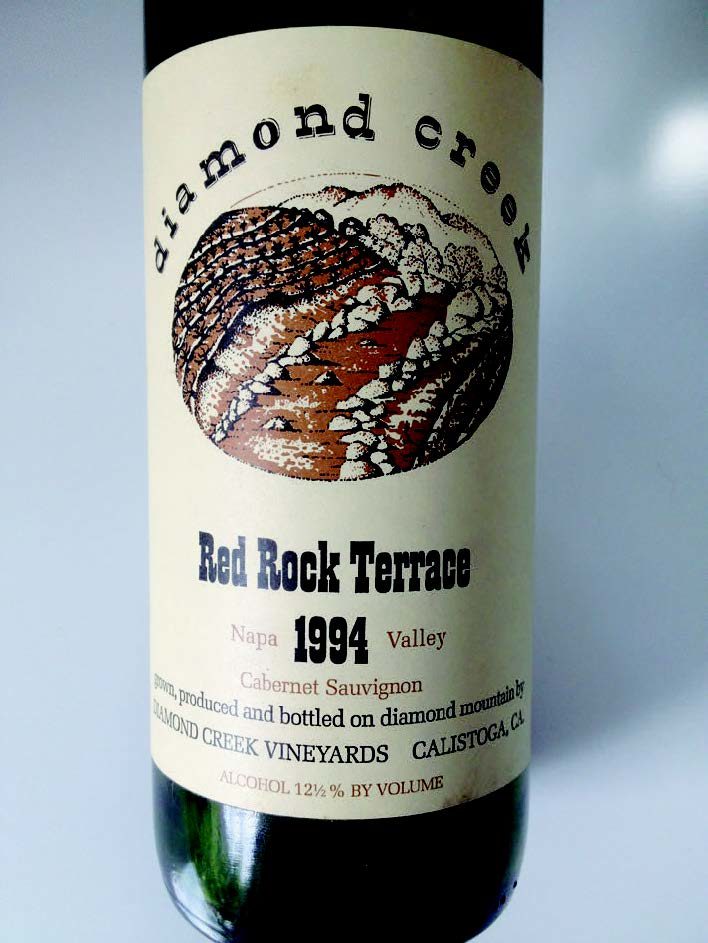 diamond creek
Red Rock Terrace
Napa 1994 Valley
Cabernet Sauvignon
grown, produced and bottled on diamond mountain by
DIAMOND CREEK VINEYARDS CALISTOGA, CA.
ALCOHOL 12½ % BY VOLUME